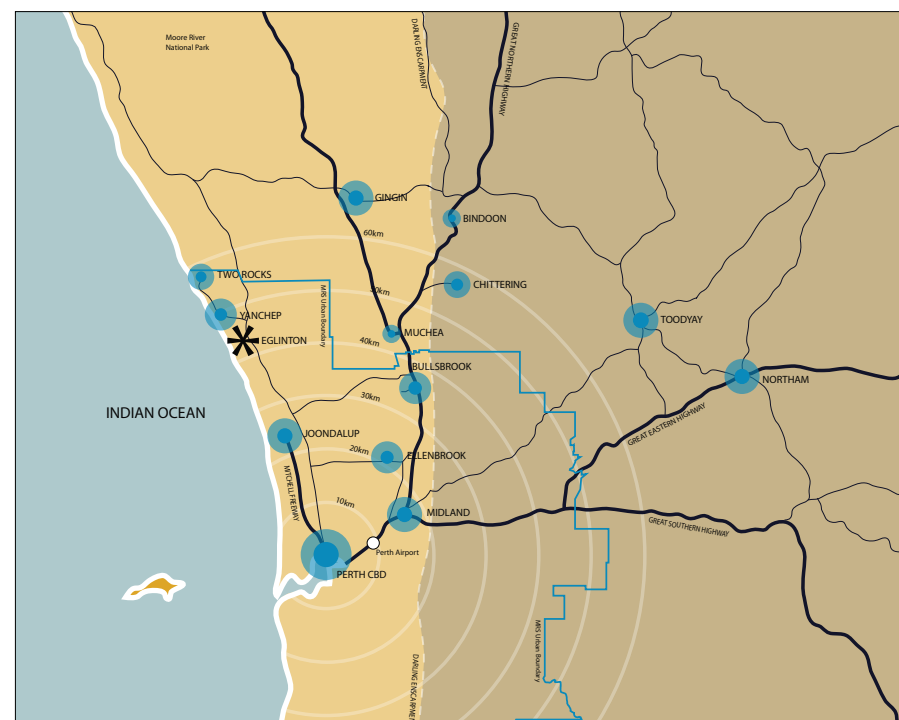 Moore River
National Park
DARLING ENSCARPMENT
GREAT NORTHERN HIGHWAY
GINGIN
BINDOON
60km
TWO ROCKS
50km
CHITTERING
MRS Urban Boundary
YANCHEP
TOODYAY
MUCHEA
EGLINTON
40km
BULLSBROOK
NORTHAM
30km
INDIAN OCEAN
GREAT EASTERN HIGHWAY
JOONDALUP
20km
ELLENBROOK
MITCHELL FREEWAY
10km
MIDLAND
GREAT SOUTHERN HIGHWAY
Perth Airport
PERTH CBD
MRS Urban Boundary
DARLING ENSCARPMENT